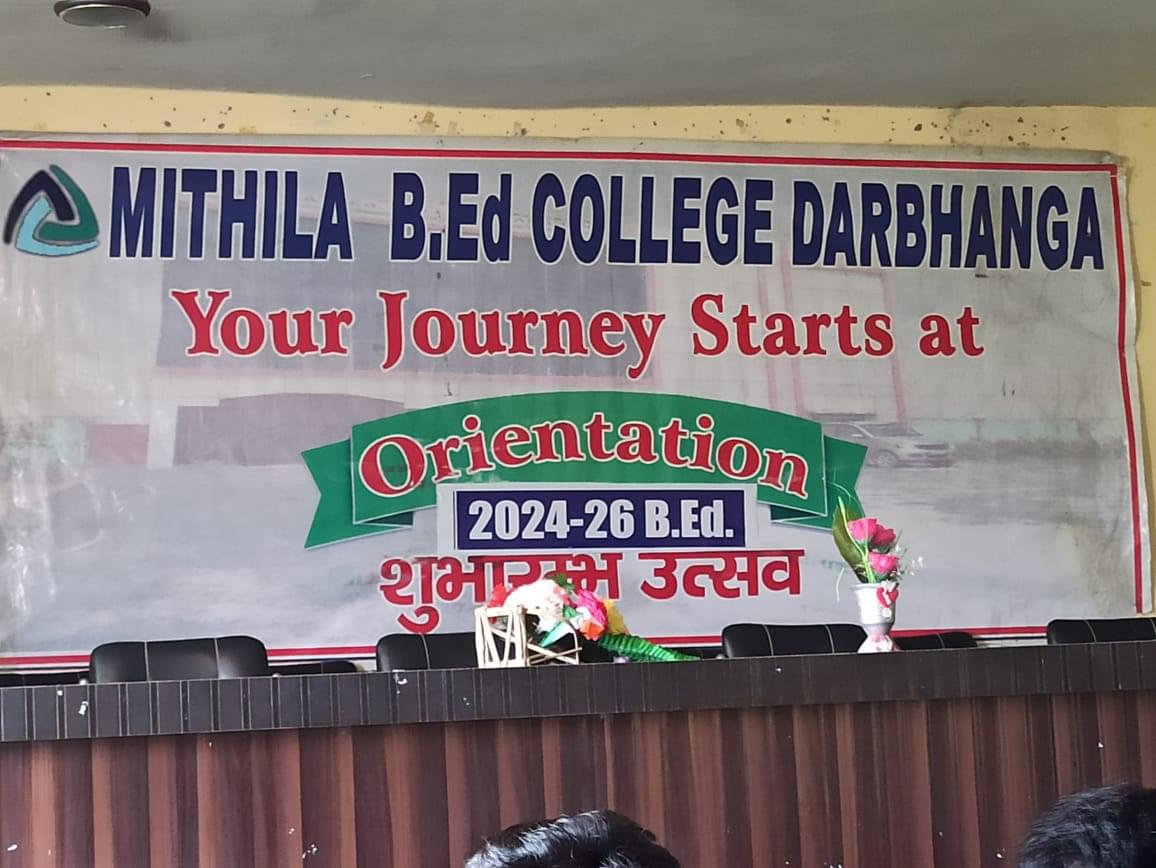 MITHILA B.Ed COLLEGE DARBHANGA
Your Journey Starts at
Orientation
2024-26 B.Ed.
शुभारम्भ उत्सव